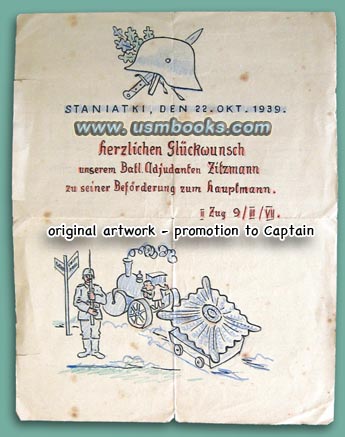 STANIATKI, DEN 22. OKT. 1939.
www.usmbooks.com
Herzlichen Glückwunsch
unserem Batl. Adjudanten Zitzmann
zu seiner Beförderung zum Hauptmann.
II Zug 9/III/VII.
original artwork - promotion to Captain